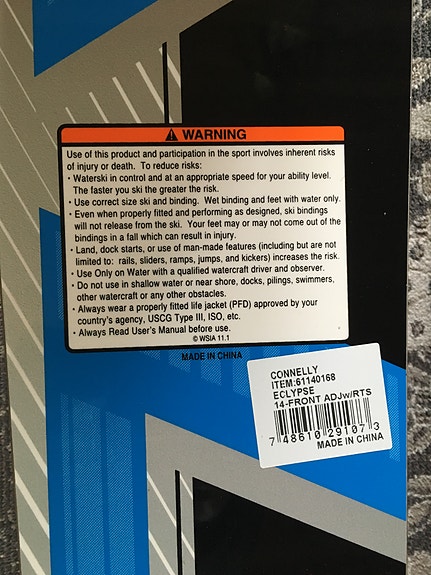 WARNING
Use of this product and participation in the sport involves inherent risks
of injury or death. To reduce risks:
• Waterski in control and at an appropriate speed for your ability level.
The faster you ski the greater the risk.
• Use correct size ski and binding. Wet binding and feet with water only.
• Even when properly fitted and performing as designed, ski bindings
will not release from the ski. Your feet may or may not come out of the
bindings in a fall which can result in injury.
• Land, dock starts, or use of man-made features (including but are not
limited to: rails, sliders, ramps, jumps, and kickers) increases the risk.
• Use Only on Water with a qualified watercraft driver and observer.
• Do not use in shallow water or near shore, docks, pilings, swimmers,
other watercraft or any other obstacles.
• Always wear a properly fitted life jacket (PFD) approved by your
country's agency, USCG Type III, ISO, etc.
• Always Read User's Manual before use.
© WSIA 11.1
MADE IN CHINA
CONNELLY
ITEM:61140168
ECLYPSE
14-FRONT ADJw/RTS
7 48610 29107 3
MADE IN CHINA